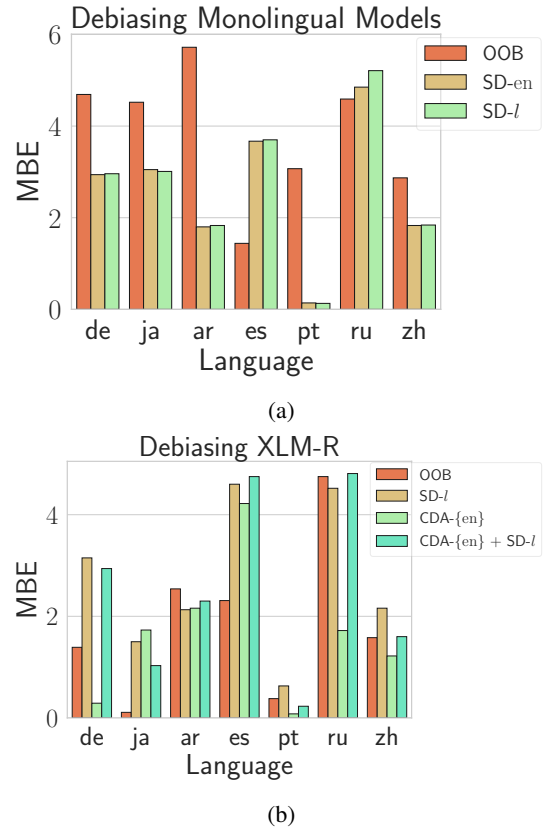 Debiasing Monolingual Models
6
4
2
0
MBE
OOB
SD-en
SD-l
de ja ar es pt ru zh
Language
(a)
Debiasing XLM-R
4
2
0
MBE
OOB
SD-l
CDA-{en}
CDA-{en} + SD-l
de ja ar es pt ru zh
Language
(b)